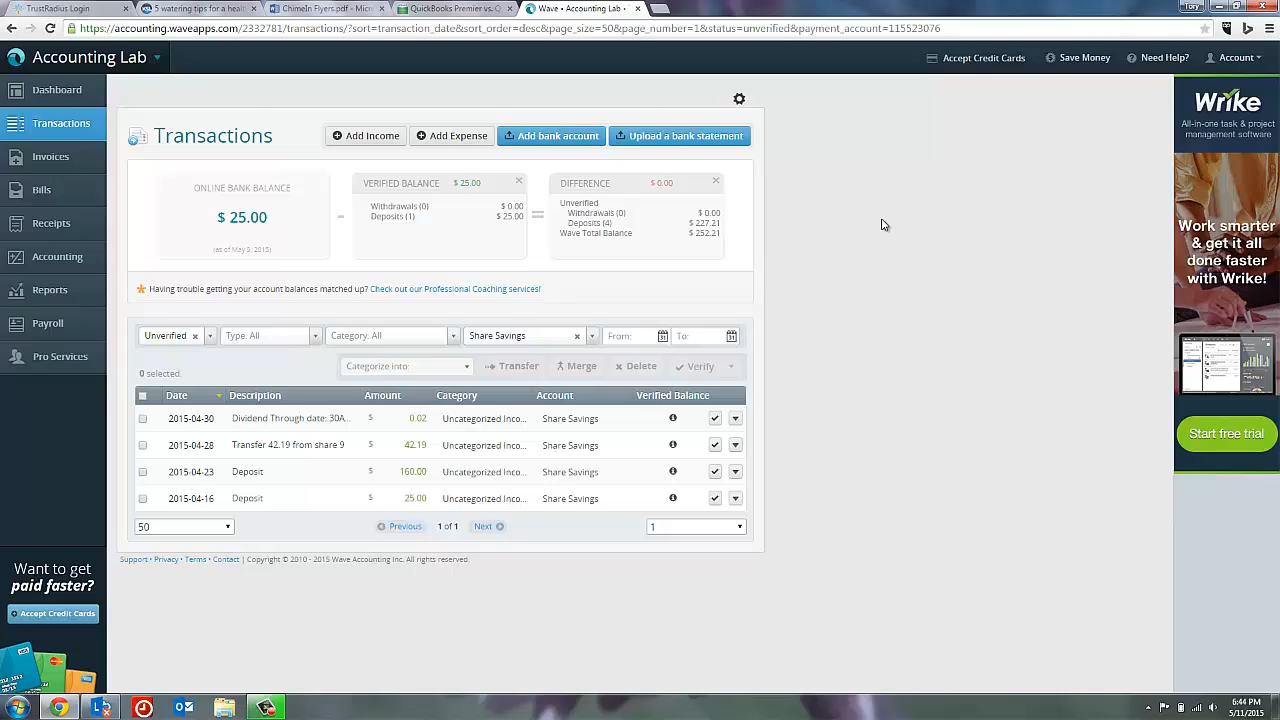 TrustRadius Login
5 watering tips for a healt
ChimeIn Flyers.pdf - Micr
QuickBooks Premier vs. Q
Wave • Accounting Lab •
Tory
https://accounting.waveapps.com/2332781/transactions/?sort=transaction_date&sort_order=desc&page_size=50&page_number=1&status=unverified&payment_account=115523076
Accounting Lab
Accept Credit Cards
Save Money
Need Help?
Account
Dashboard
Transactions
Invoices
Bills
Receipts
Accounting
Reports
Payroll
Pro Services
Want to get
paid faster?
Accept Credit Cards
Transactions
Add Income
Add Expense
Add bank account
Upload a bank statement
ONLINE BANK BALANCE
$ 25.00
(as of May 5, 2015)
-
VERIFIED BALANCE $ 25.00
Withdrawals (0) $ 0.00
Deposits (1) $ 25.00
=
DIFFERENCE $ 0.00
Unverified
Withdrawals (0) $ 0.00
Deposits (4) $ 227.21
Wave Total Balance $ 252.21
Having trouble getting your account balances matched up? Check out our Professional Coaching services!
Unverified Type: All Category: All Share Savings From: To:
0 selected. Categorize into: Transfer Merge Delete Verify
Date Description Amount Category Account Verified Balance
2015-04-30 Dividend Through date: 30A... $ 0.02 Uncategorized Inco... Share Savings
2015-04-28 Transfer 42.19 from share 9 $ 42.19 Uncategorized Inco... Share Savings
2015-04-23 Deposit $ 160.00 Uncategorized Inco... Share Savings
2015-04-16 Deposit $ 25.00 Uncategorized Inco... Share Savings
50 Previous 1 of 1 Next 1
Support • Privacy • Terms • Contact | Copyright © 2010 - 2015 Wave Accounting Inc. All rights reserved.
Wrike
All-in-one task & project
management software
Work smarter
& get it all
done faster
with Wrike!
Start free trial
6:44 PM
5/11/2015